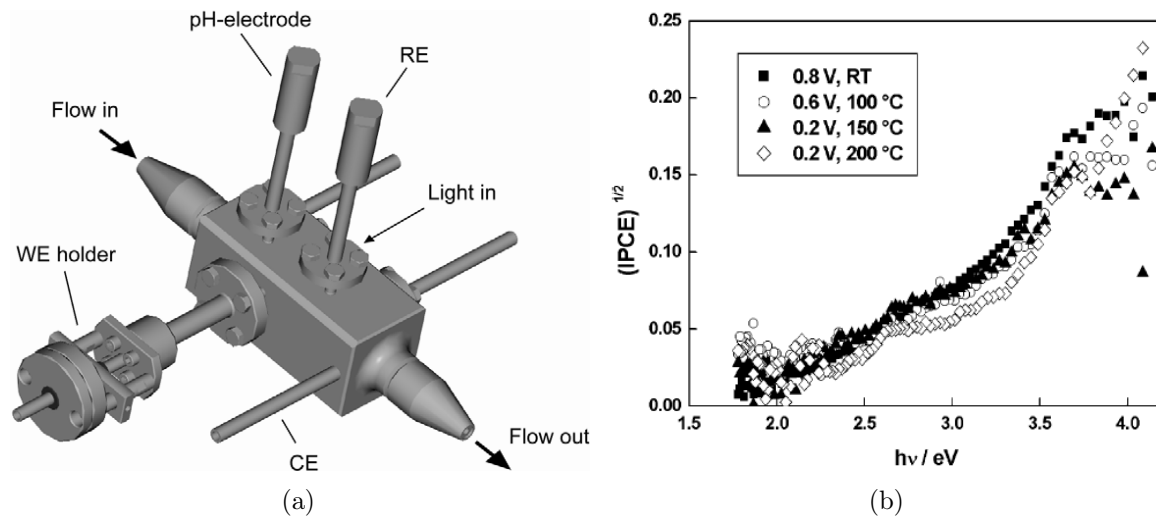 pH-electrode
RE
Flow in
Light in
WE holder
CE
Flow out
(a)
0.25
0.20
0.15
0.10
0.05
0.00
(IPCE) 1/2
0.8 V, RT
0.6 V, 100 °C
0.2 V, 150 °C
0.2 V, 200 °C
1.5 2.0 2.5 3.0 3.5 4.0
hν / eV
(b)